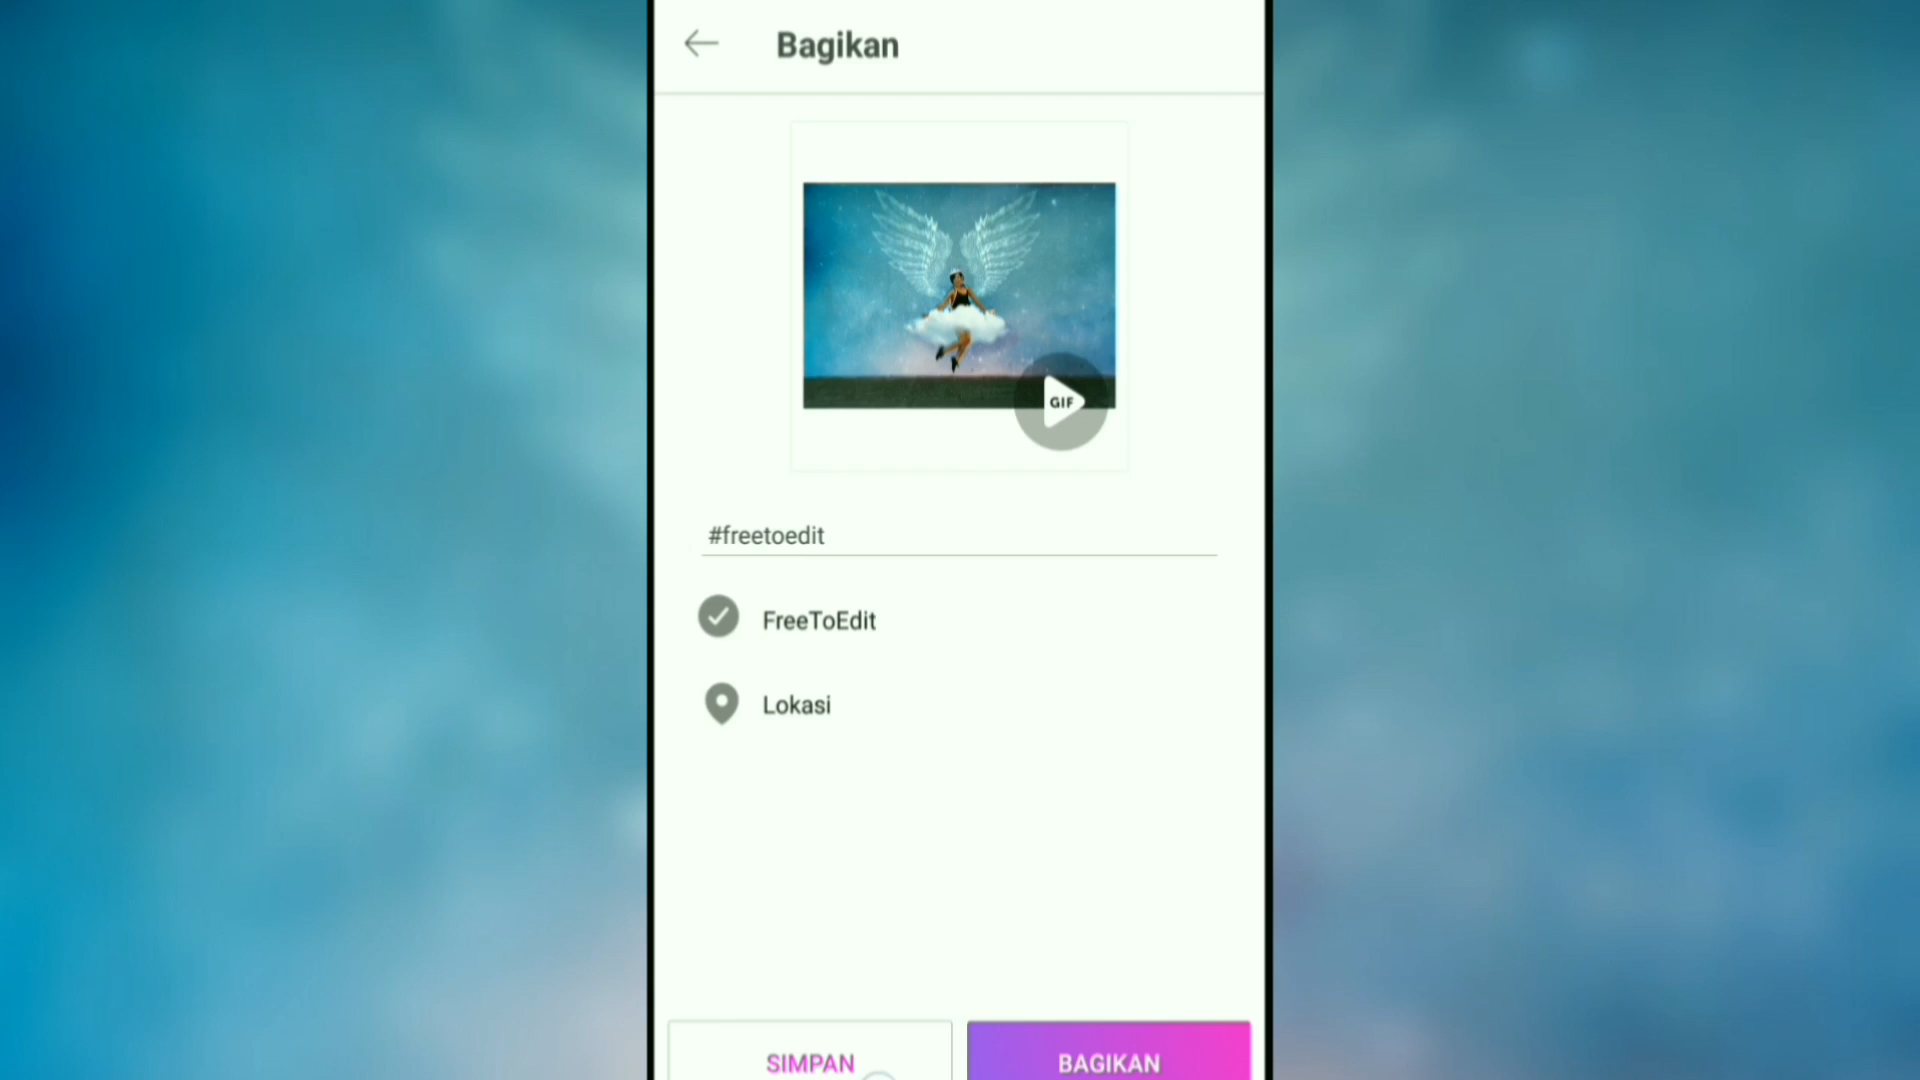 Bagikan
GIF
#freetoedit
FreeToEdit
Lokasi
SIMPAN
BAGIKAN